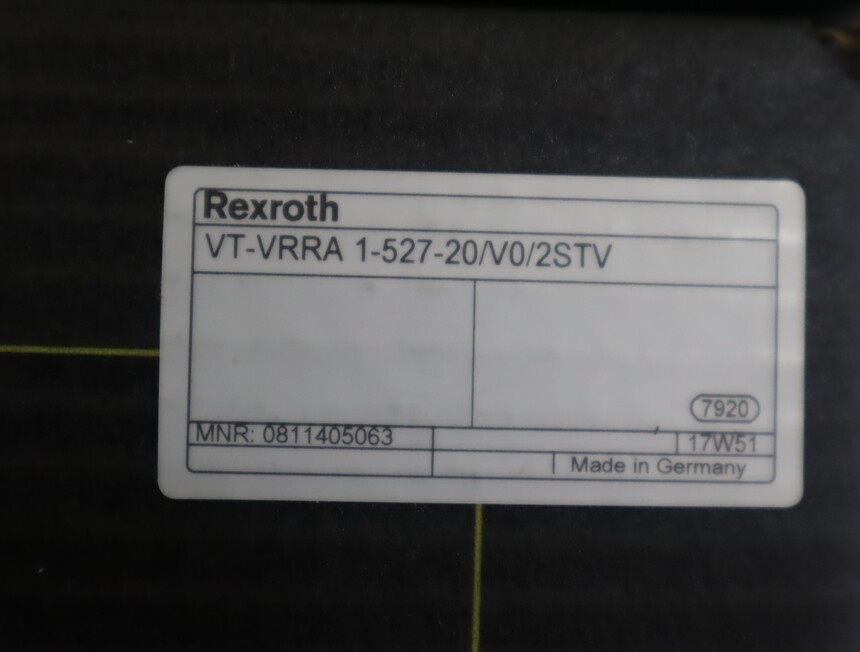 Rexroth
VT-VRRA 1-527-20/V0/2STV
7920
MNR: 0811405063
17W51
Made in Germany